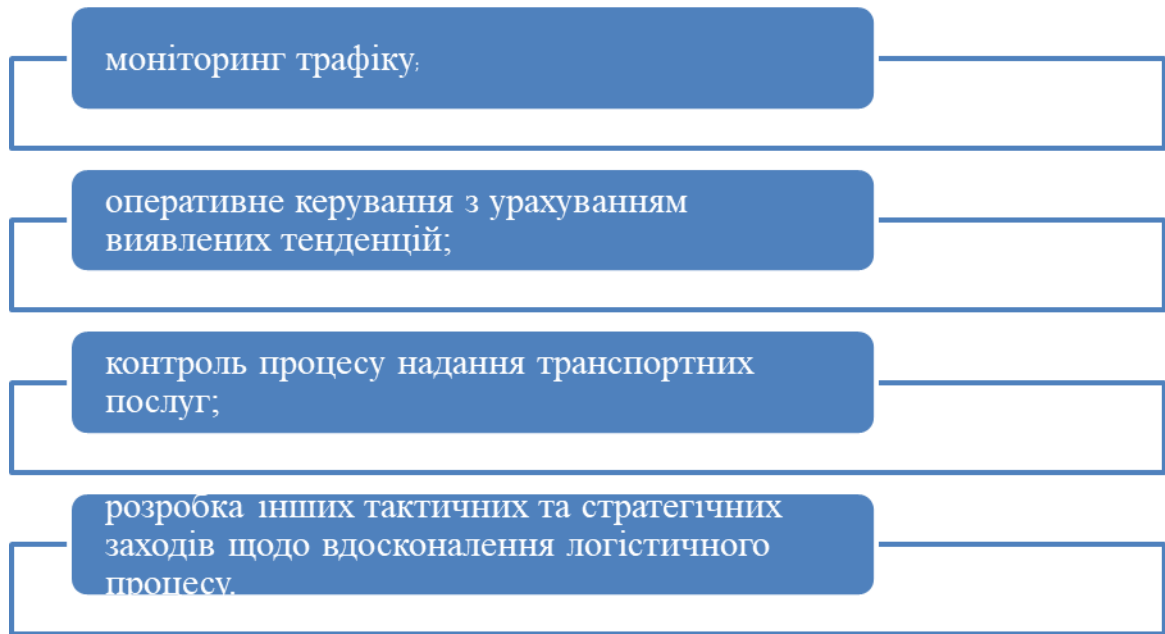 моніторинг трафіку;
оперативне керування з урахуванням
виявлених тенденцій;
контроль процесу надання транспортних
послуг;
розробка інших тактичних та стратегічних
заходів щодо вдосконалення логістичного
процесу.